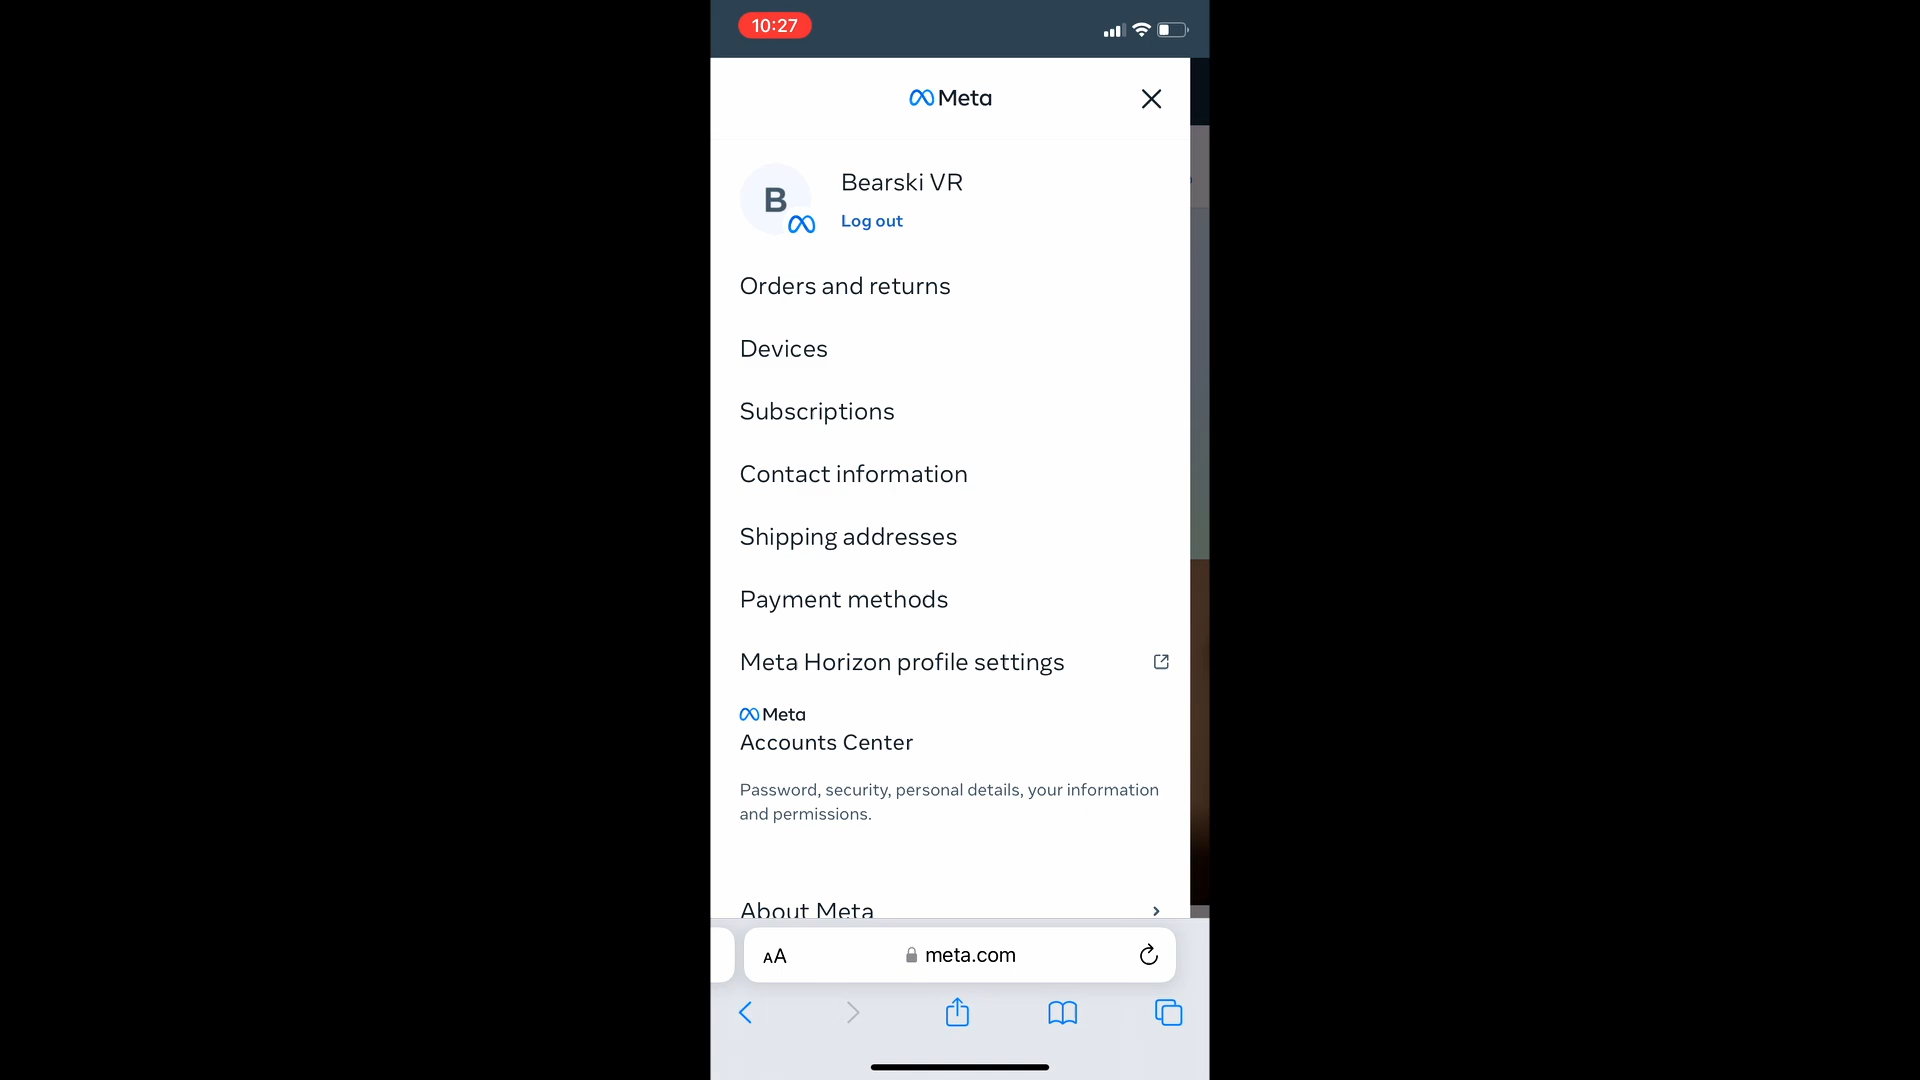 10:27
Meta
B
Bearski VR
Log out
Orders and returns
Devices
Subscriptions
Contact information
Shipping addresses
Payment methods
Meta Horizon profile settings
Meta
Accounts Center
Password, security, personal details, your information
and permissions.
About Meta
AA
meta.com